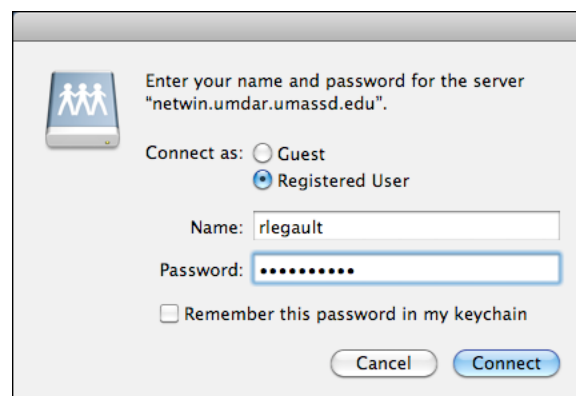 Enter your name and password for the server
“netwin.umdar.umassd.edu”.
Connect as: Guest
Registered User
Name: rlegault
Password: ••••••••••
Remember this password in my keychain
Cancel Connect